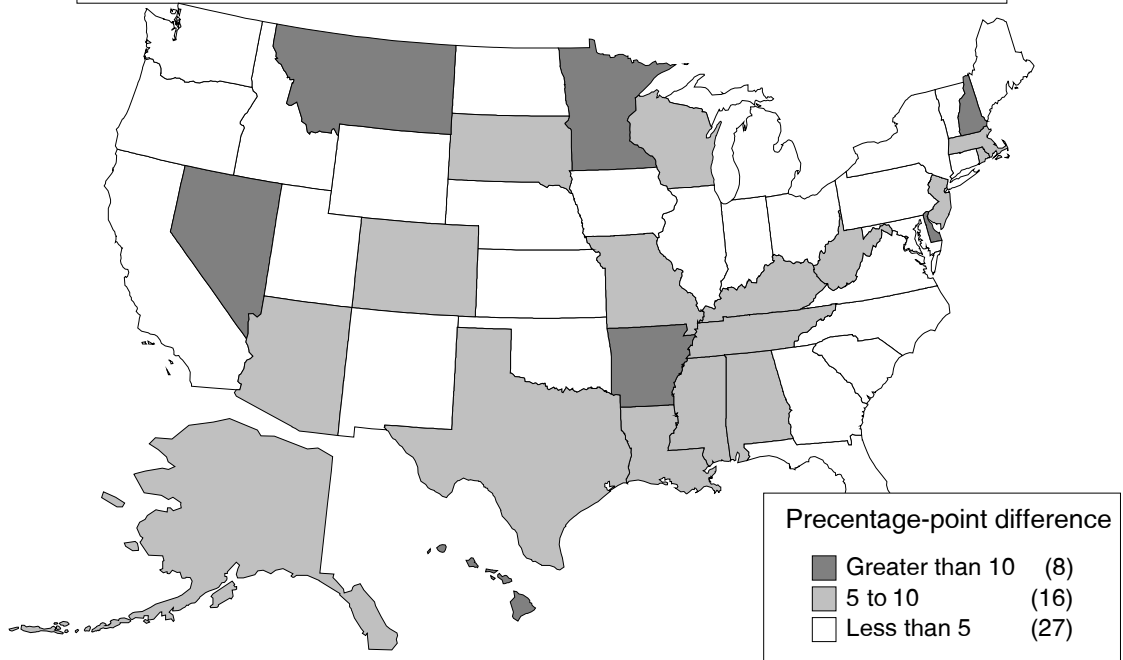 Precentage-point difference
Greater than 10 (8)
5 to 10 (16)
Less than 5 (27)